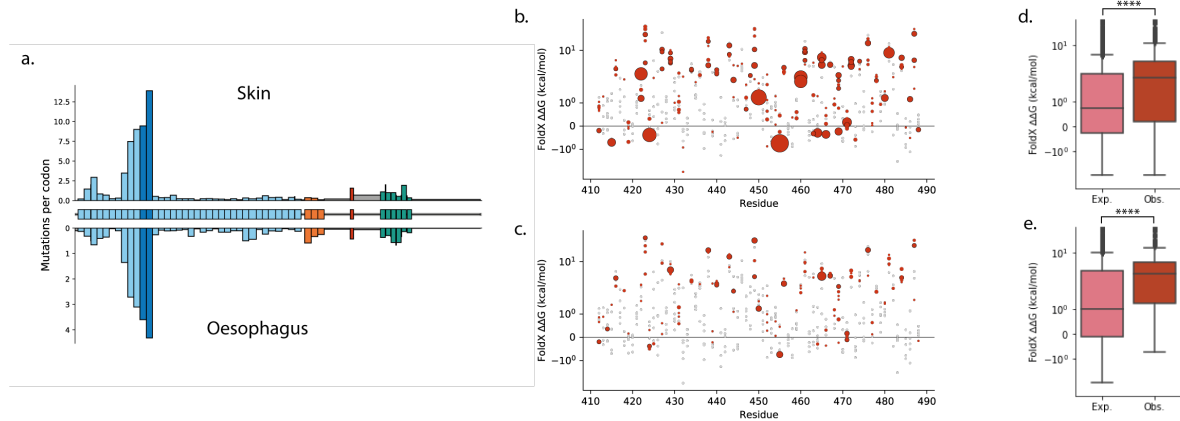 a.
Skin
Mutations per codon
12.5
10.0
7.5
5.0
2.5
0.0
0
1
2
3
4
Oesophagus
b.
FoldX ΔΔG (kcal/mol)
10¹
10⁰
0
−10⁰
410 420 430 440 450 460 470 480 490
Residue
c.
FoldX ΔΔG (kcal/mol)
10¹
10⁰
0
−10⁰
410 420 430 440 450 460 470 480 490
Residue
d.
****
FoldX ΔΔG (kcal/mol)
10¹
10⁰
0
−10⁰
Exp. Obs.
e.
****
FoldX ΔΔG (kcal/mol)
10¹
10⁰
0
−10⁰
Exp. Obs.